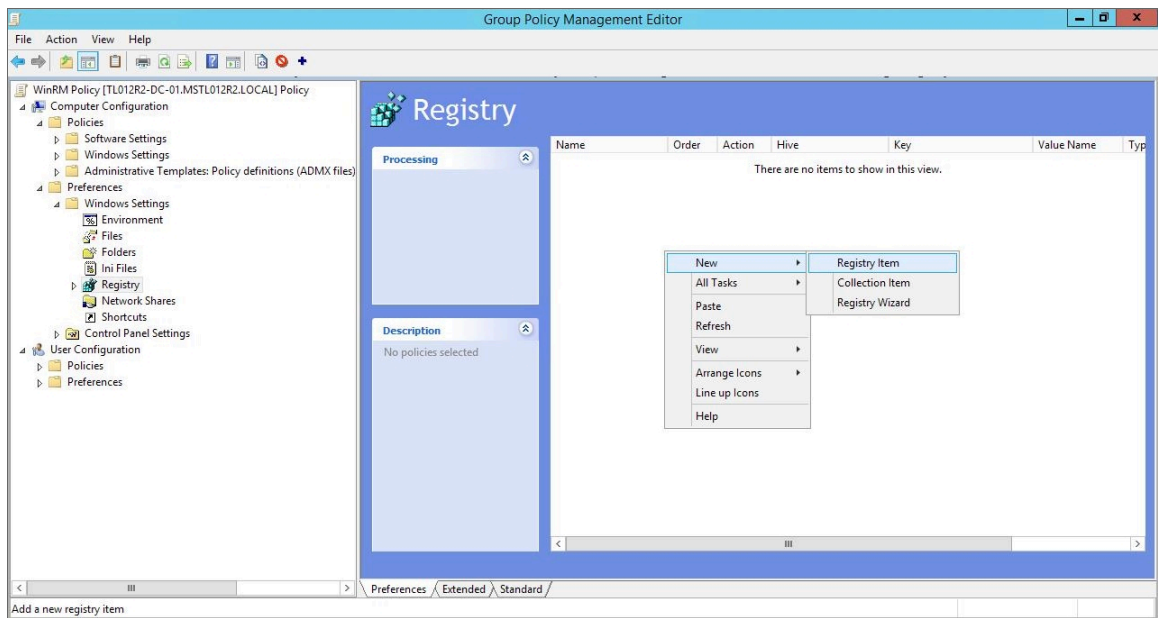 Group Policy Management Editor
File Action View Help
WinRM Policy [TL012R2-DC-01.MSTL012R2.LOCAL] Policy
Computer Configuration
Policies
Software Settings
Windows Settings
Administrative Templates: Policy definitions (ADMX files)
Preferences
Windows Settings
Environment
Files
Folders
Ini Files
Registry
Network Shares
Shortcuts
Control Panel Settings
User Configuration
Policies
Preferences
Registry
Processing
Description
No policies selected
Name Order Action Hive Key Value Name Typ
There are no items to show in this view.
New
All Tasks
Paste
Refresh
View
Arrange Icons
Line up Icons
Help
Registry Item
Collection Item
Registry Wizard
Preferences Extended Standard
Add a new registry item